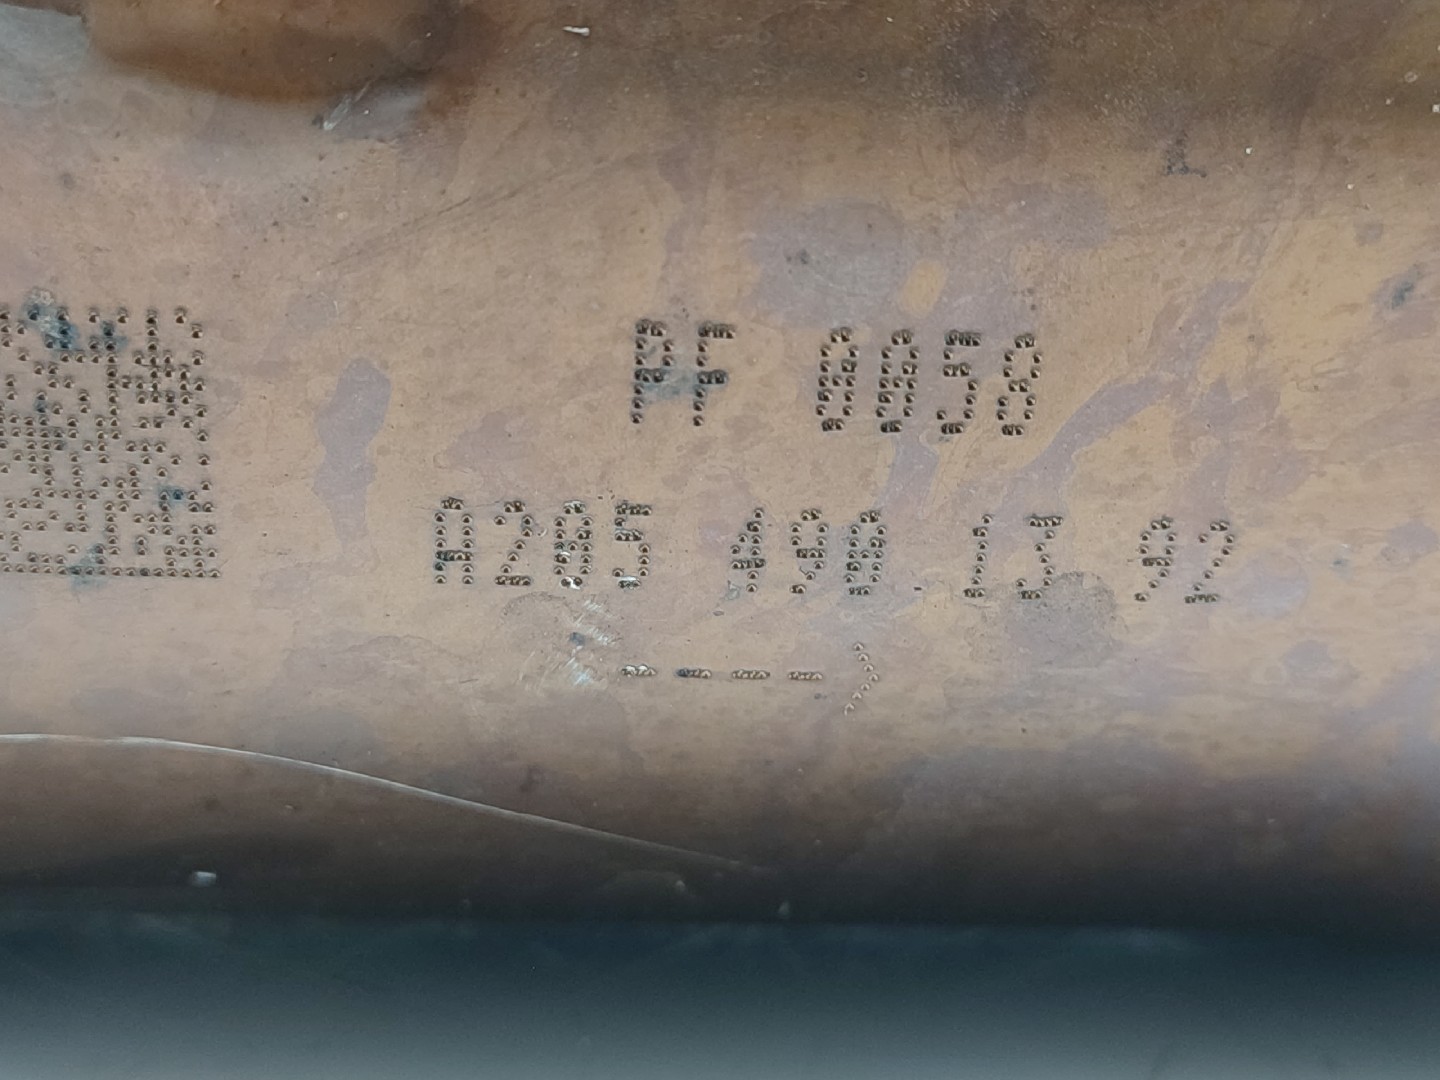 PF 0058
A205 490.13 92
---->